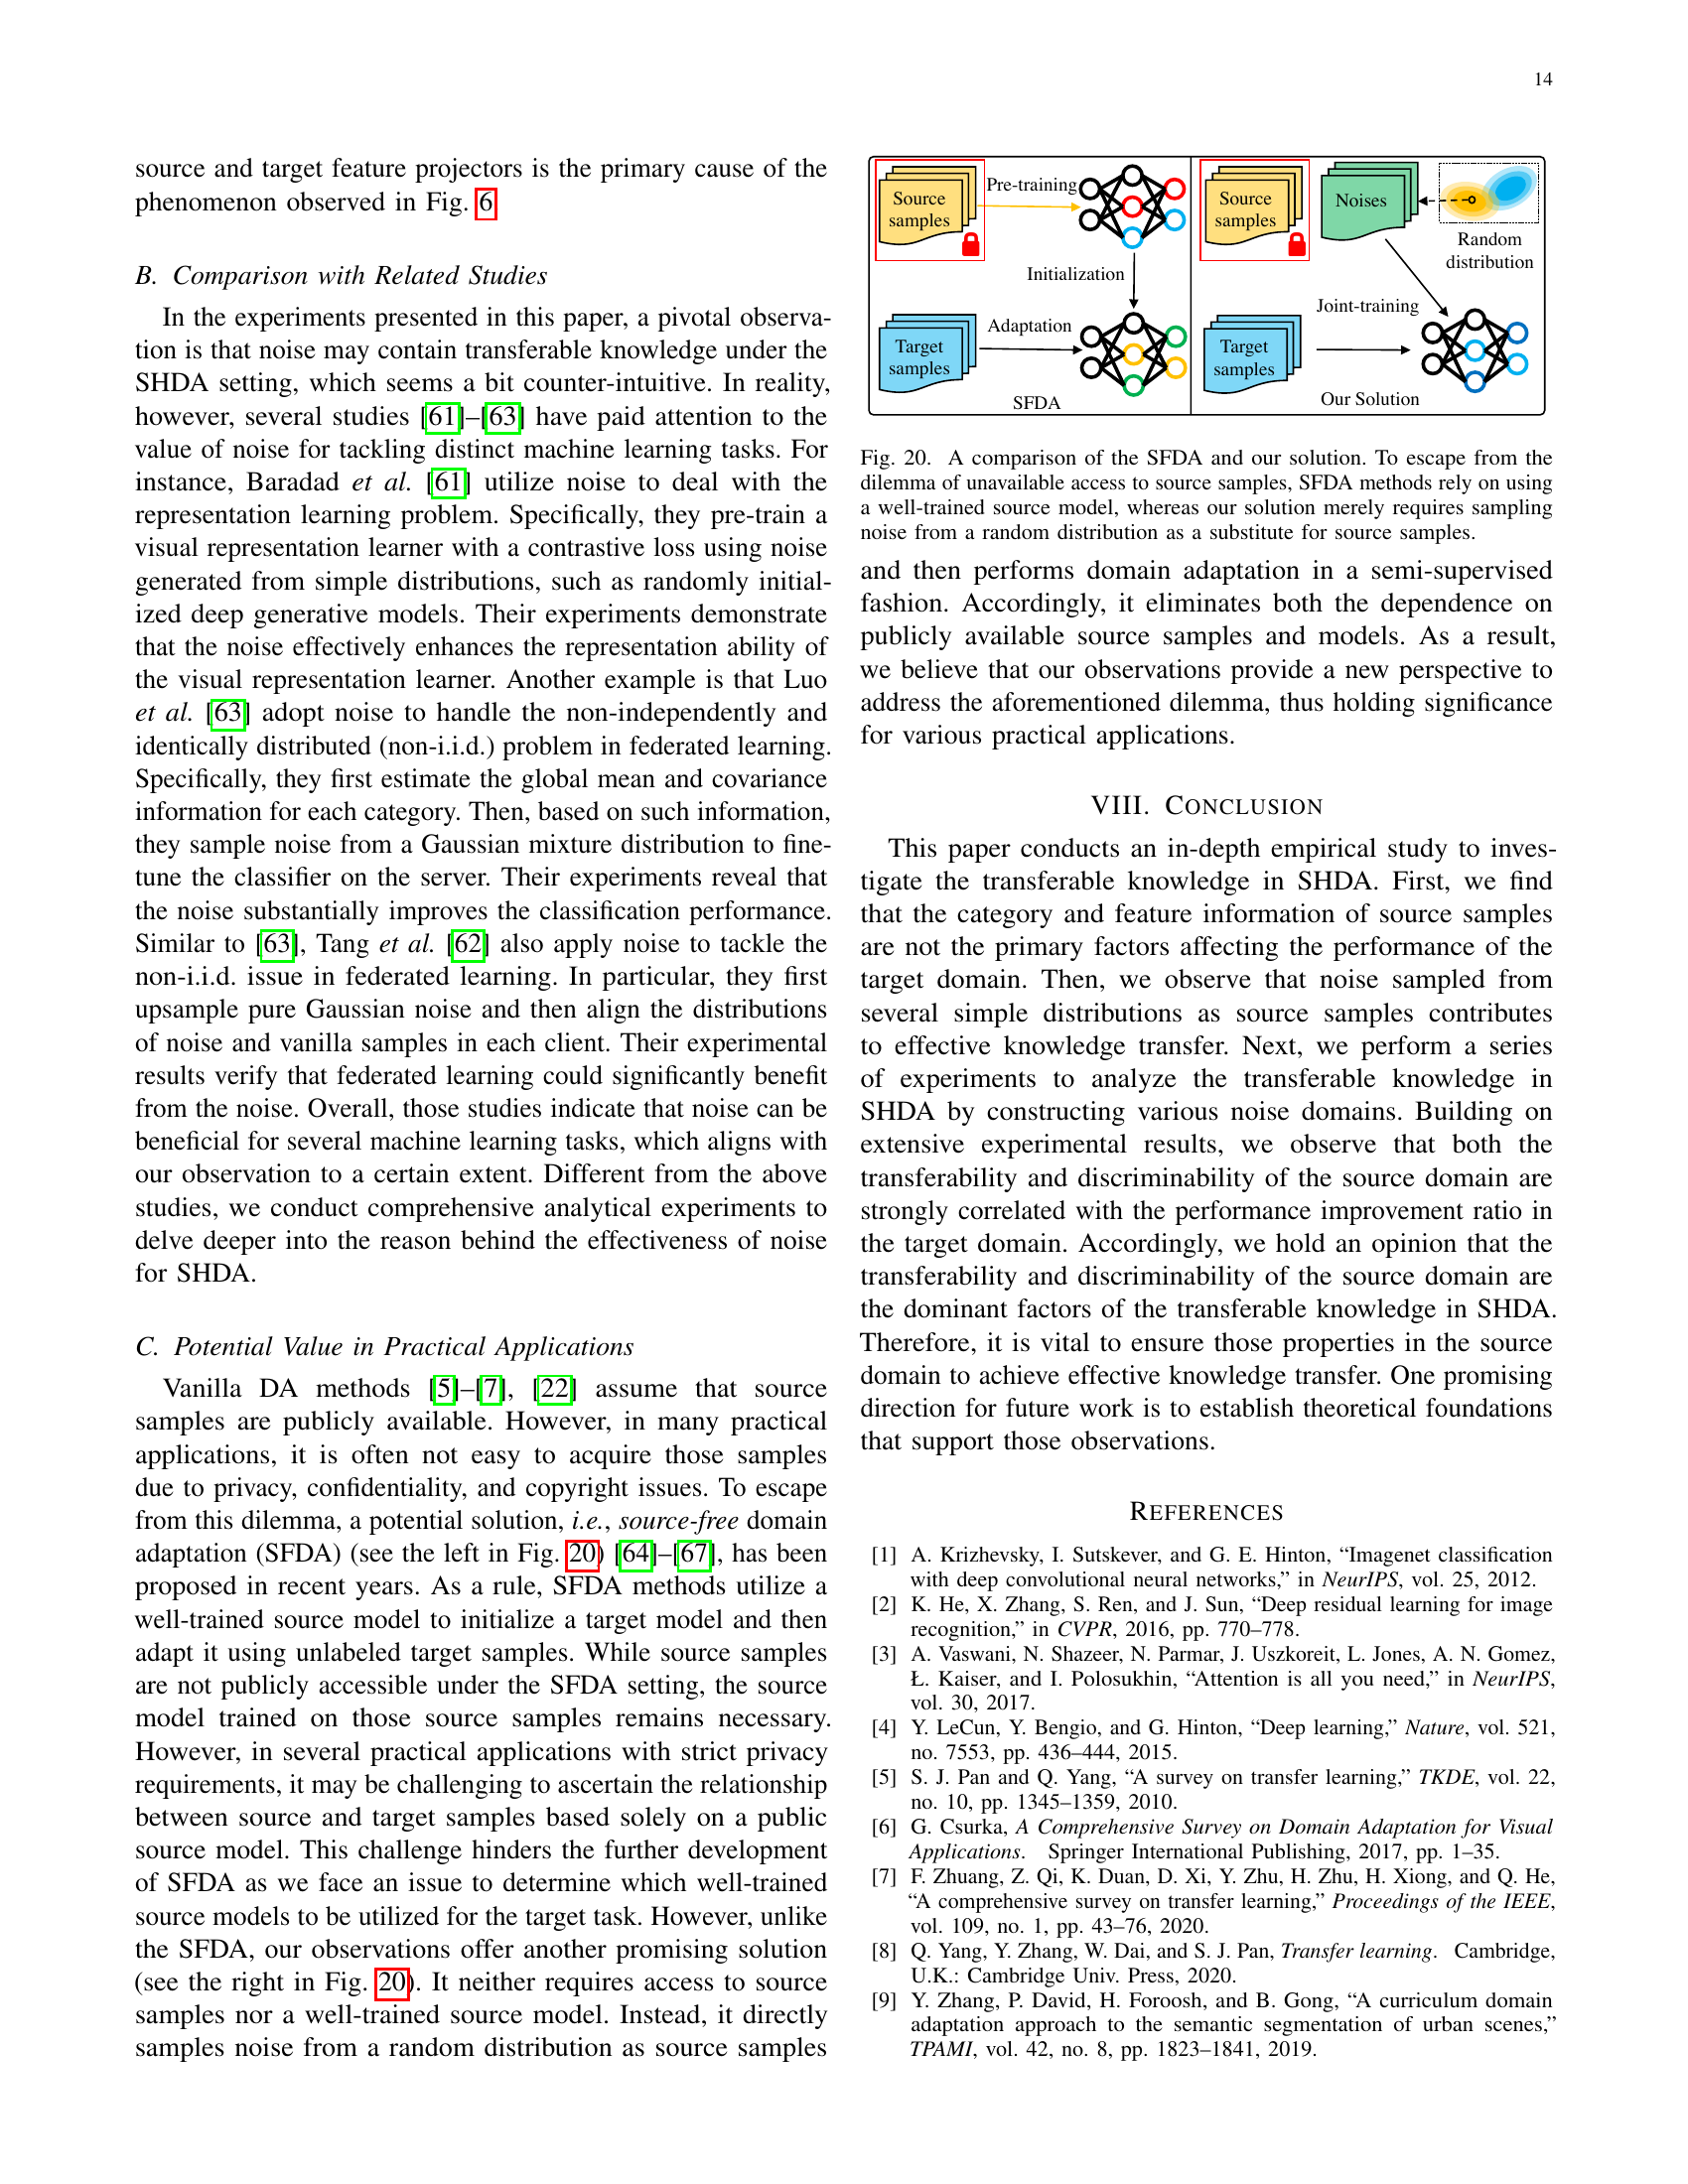 14
source and target feature projectors is the primary cause of the
phenomenon observed in Fig. 6
B. Comparison with Related Studies
In the experiments presented in this paper, a pivotal observa-
tion is that noise may contain transferable knowledge under the
SHDA setting, which seems a bit counter-intuitive. In reality,
however, several studies [61]–[63] have paid attention to the
value of noise for tackling distinct machine learning tasks. For
instance, Baradad et al. [61] utilize noise to deal with the
representation learning problem. Specifically, they pre-train a
visual representation learner with a contrastive loss using noise
generated from simple distributions, such as randomly initial-
ized deep generative models. Their experiments demonstrate
that the noise effectively enhances the representation ability of
the visual representation learner. Another example is that Luo
et al. [63] adopt noise to handle the non-independently and
identically distributed (non-i.i.d.) problem in federated learning.
Specifically, they first estimate the global mean and covariance
information for each category. Then, based on such information,
they sample noise from a Gaussian mixture distribution to fine-
tune the classifier on the server. Their experiments reveal that
the noise substantially improves the classification performance.
Similar to [63], Tang et al. [62] also apply noise to tackle the
non-i.i.d. issue in federated learning. In particular, they first
upsample pure Gaussian noise and then align the distributions
of noise and vanilla samples in each client. Their experimental
results verify that federated learning could significantly benefit
from the noise. Overall, those studies indicate that noise can be
beneficial for several machine learning tasks, which aligns with
our observation to a certain extent. Different from the above
studies, we conduct comprehensive analytical experiments to
delve deeper into the reason behind the effectiveness of noise
for SHDA.
C. Potential Value in Practical Applications
Vanilla DA methods [5]–[7], [22] assume that source
samples are publicly available. However, in many practical
applications, it is often not easy to acquire those samples
due to privacy, confidentiality, and copyright issues. To escape
from this dilemma, a potential solution, i.e., source-free domain
adaptation (SFDA) (see the left in Fig. 20) [64]–[67], has been
proposed in recent years. As a rule, SFDA methods utilize a
well-trained source model to initialize a target model and then
adapt it using unlabeled target samples. While source samples
are not publicly accessible under the SFDA setting, the source
model trained on those source samples remains necessary.
However, in several practical applications with strict privacy
requirements, it may be challenging to ascertain the relationship
between source and target samples based solely on a public
source model. This challenge hinders the further development
of SFDA as we face an issue to determine which well-trained
source models to be utilized for the target task. However, unlike
the SFDA, our observations offer another promising solution
(see the right in Fig. 20). It neither requires access to source
samples nor a well-trained source model. Instead, it directly
samples noise from a random distribution as source samples
Source
samples
Pre-training
Initialization
Target
samples
Adaptation
SFDA
Source
samples
Noises
Random
distribution
Joint-training
Target
samples
Our Solution
Fig. 20. A comparison of the SFDA and our solution. To escape from the
dilemma of unavailable access to source samples, SFDA methods rely on using
a well-trained source model, whereas our solution merely requires sampling
noise from a random distribution as a substitute for source samples.
and then performs domain adaptation in a semi-supervised
fashion. Accordingly, it eliminates both the dependence on
publicly available source samples and models. As a result,
we believe that our observations provide a new perspective to
address the aforementioned dilemma, thus holding significance
for various practical applications.
VIII. CONCLUSION
This paper conducts an in-depth empirical study to inves-
tigate the transferable knowledge in SHDA. First, we find
that the category and feature information of source samples
are not the primary factors affecting the performance of the
target domain. Then, we observe that noise sampled from
several simple distributions as source samples contributes
to effective knowledge transfer. Next, we perform a series
of experiments to analyze the transferable knowledge in
SHDA by constructing various noise domains. Building on
extensive experimental results, we observe that both the
transferability and discriminability of the source domain are
strongly correlated with the performance improvement ratio in
the target domain. Accordingly, we hold an opinion that the
transferability and discriminability of the source domain are
the dominant factors of the transferable knowledge in SHDA.
Therefore, it is vital to ensure those properties in the source
domain to achieve effective knowledge transfer. One promising
direction for future work is to establish theoretical foundations
that support those observations.
REFERENCES
[1] A. Krizhevsky, I. Sutskever, and G. E. Hinton, “Imagenet classification
with deep convolutional neural networks,” in NeurIPS, vol. 25, 2012.
[2] K. He, X. Zhang, S. Ren, and J. Sun, “Deep residual learning for image
recognition,” in CVPR, 2016, pp. 770–778.
[3] A. Vaswani, N. Shazeer, N. Parmar, J. Uszkoreit, L. Jones, A. N. Gomez,
Ł. Kaiser, and I. Polosukhin, “Attention is all you need,” in NeurIPS,
vol. 30, 2017.
[4] Y. LeCun, Y. Bengio, and G. Hinton, “Deep learning,” Nature, vol. 521,
no. 7553, pp. 436–444, 2015.
[5] S. J. Pan and Q. Yang, “A survey on transfer learning,” TKDE, vol. 22,
no. 10, pp. 1345–1359, 2010.
[6] G. Csurka, A Comprehensive Survey on Domain Adaptation for Visual
Applications. Springer International Publishing, 2017, pp. 1–35.
[7] F. Zhuang, Z. Qi, K. Duan, D. Xi, Y. Zhu, H. Zhu, H. Xiong, and Q. He,
“A comprehensive survey on transfer learning,” Proceedings of the IEEE,
vol. 109, no. 1, pp. 43–76, 2020.
[8] Q. Yang, Y. Zhang, W. Dai, and S. J. Pan, Transfer learning. Cambridge,
U.K.: Cambridge Univ. Press, 2020.
[9] Y. Zhang, P. David, H. Foroosh, and B. Gong, “A curriculum domain
adaptation approach to the semantic segmentation of urban scenes,”
TPAMI, vol. 42, no. 8, pp. 1823–1841, 2019.